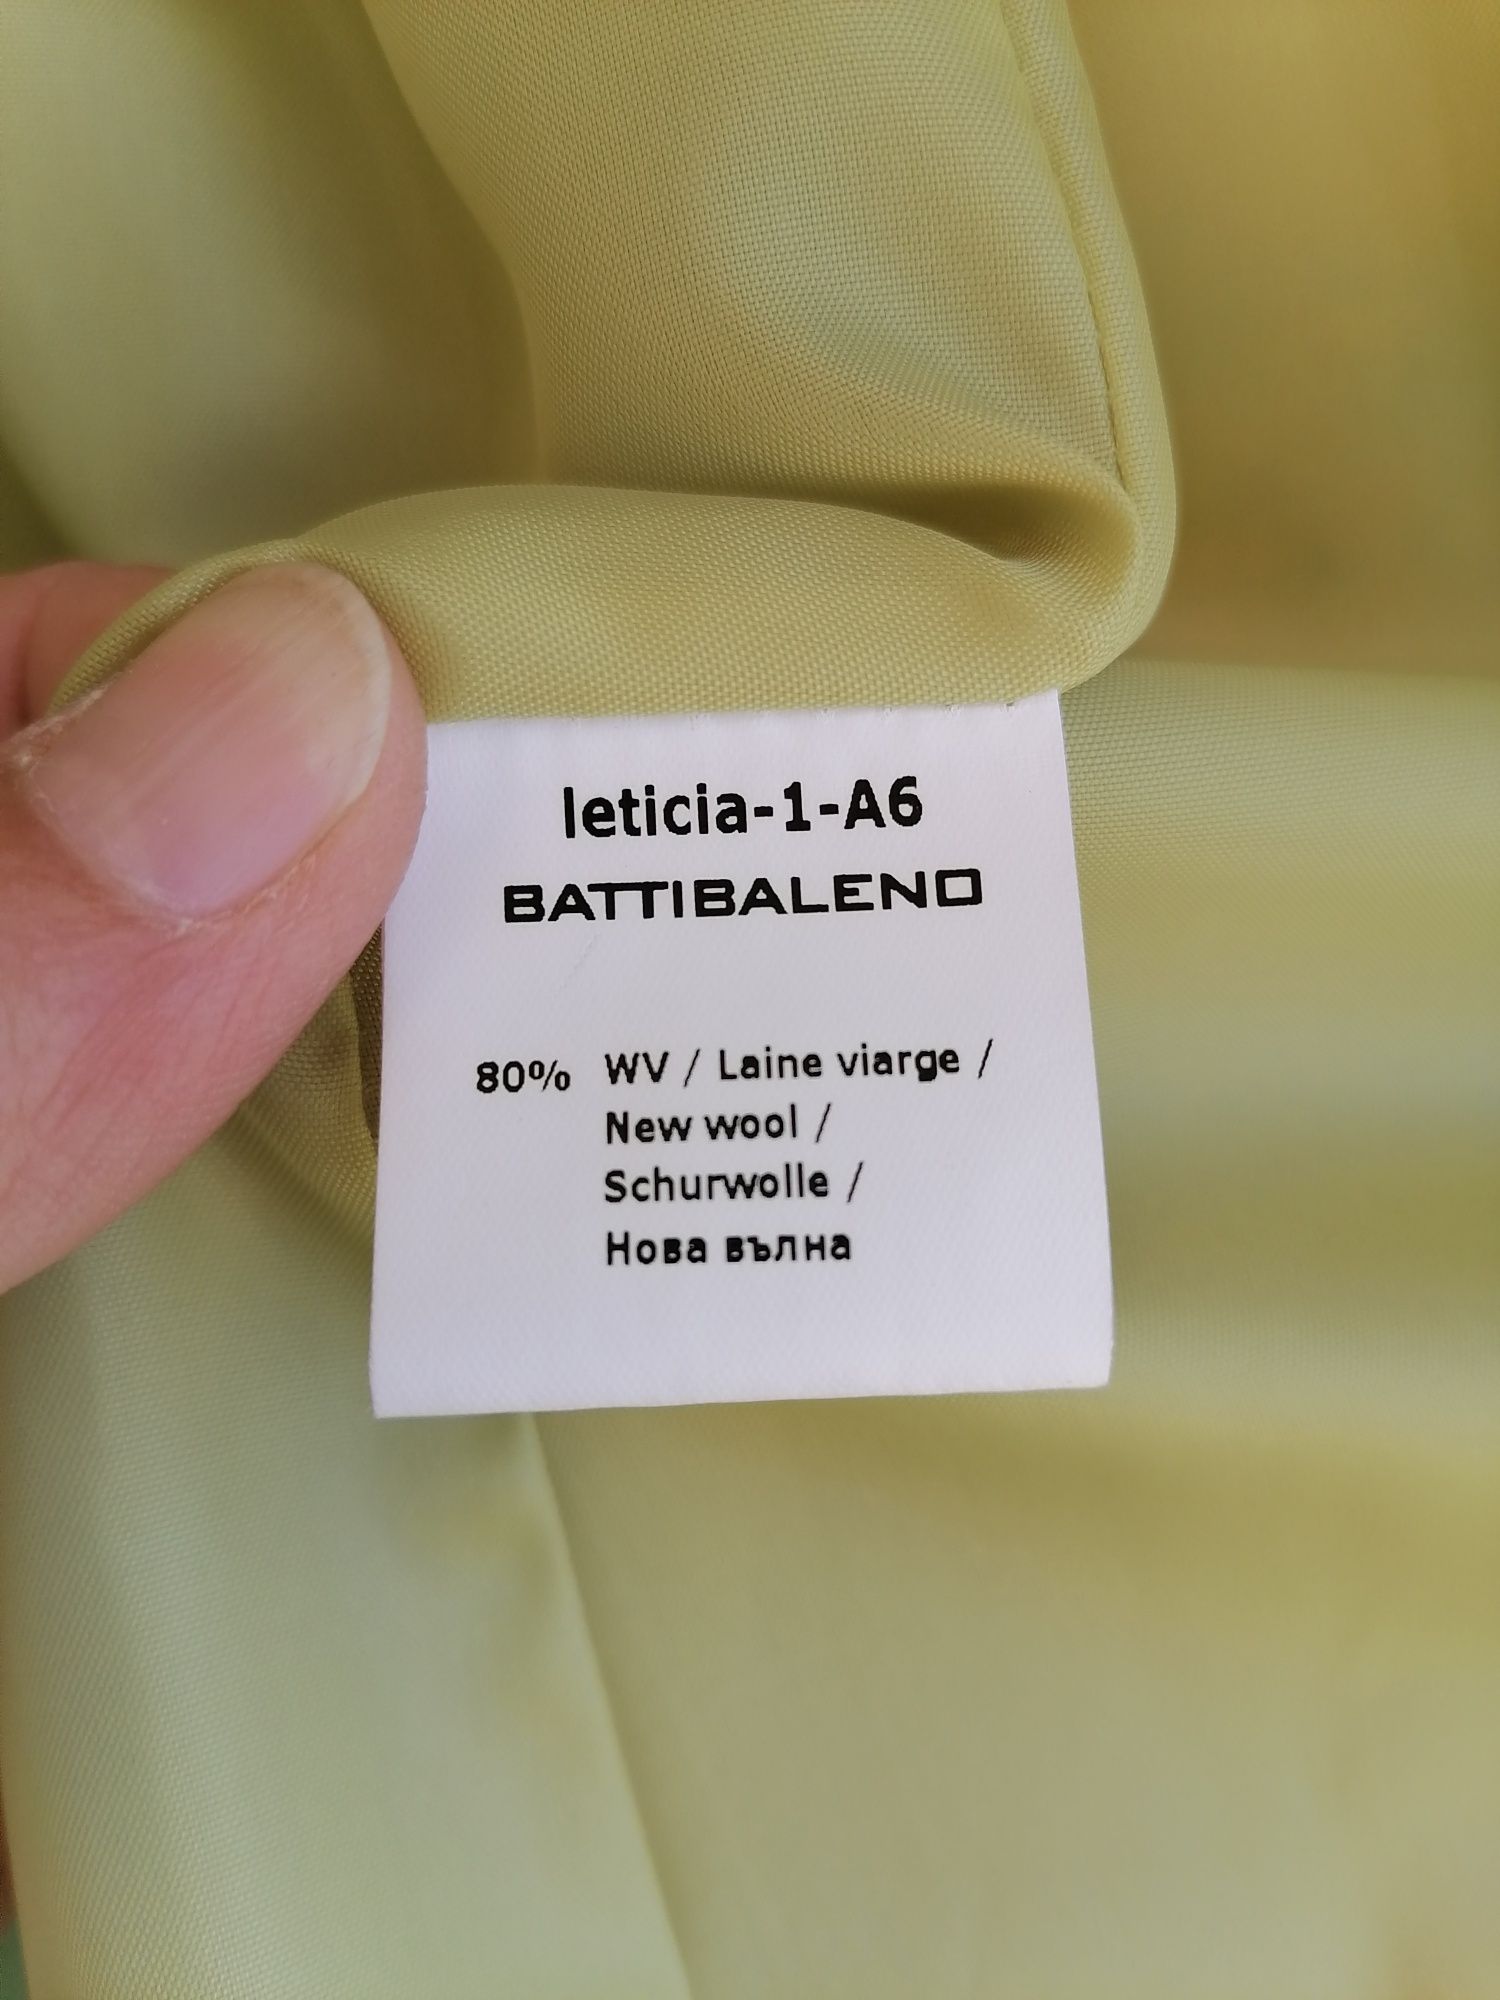 leticia-1-A6
BATTIBALENO
80% WV / Laine viarge /
New wool /
Schurwolle /
Нова вълна